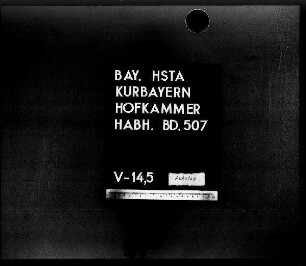 BAY. HSTA
KURBAYERN
HOFKAMMER
HABH. BD. 507
V-14,5